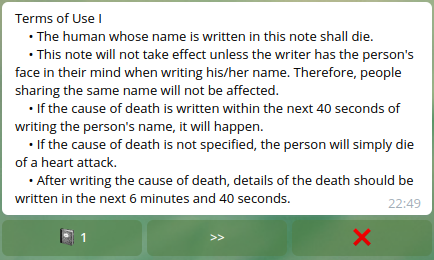 Terms of Use I
• The human whose name is written in this note shall die.
• This note will not take effect unless the writer has the person's
face in their mind when writing his/her name. Therefore, people
sharing the same name will not be affected.
• If the cause of death is written within the next 40 seconds of
writing the person's name, it will happen.
• If the cause of death is not specified, the person will simply die
of a heart attack.
• After writing the cause of death, details of the death should be
written in the next 6 minutes and 40 seconds.
22:49
1 >>